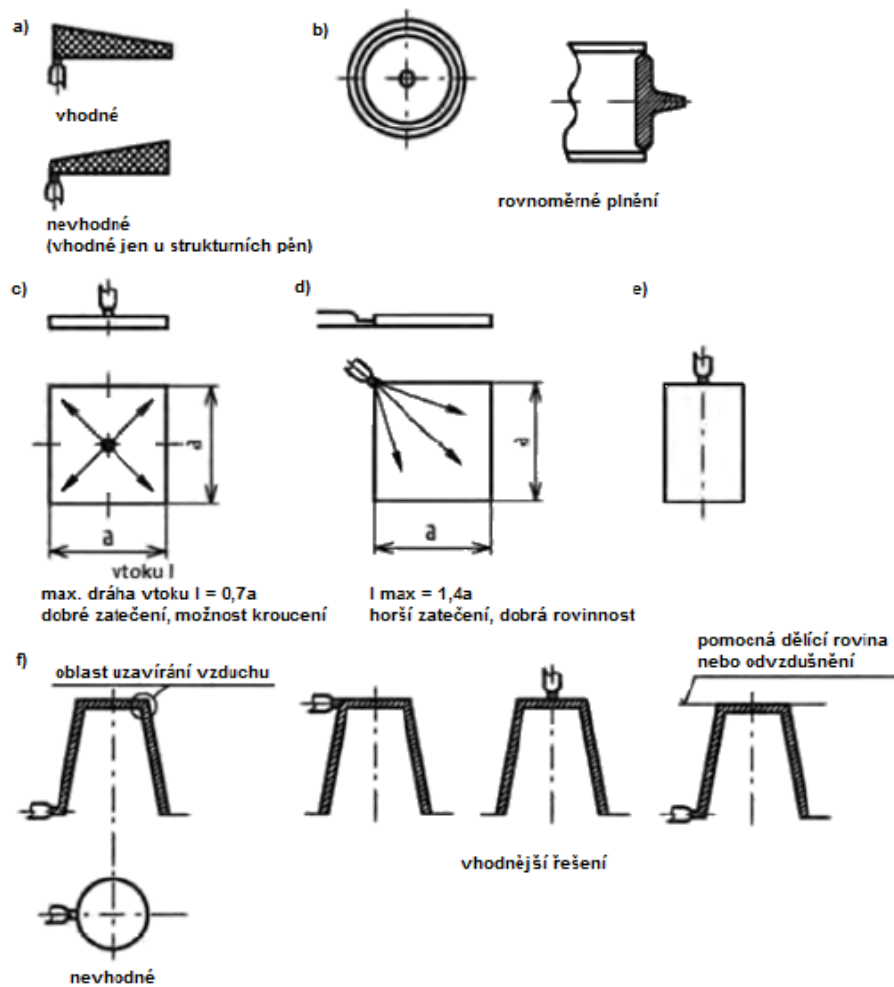 a)
vhodné
nevhodné
(vhodné jen u strukturních pěn)
b)
rovnoměrné plnění
c)
a
a
vtoku l
max. dráha vtoku l = 0,7a
dobré zatečení, možnost kroucení
d)
a
a
l max = 1,4a
horší zatečení, dobrá rovinnost
e)
f)
oblast uzavírání vzduchu
nevhodné
pomocná dělící rovina
nebo odvzdušnění
vhodnější řešení